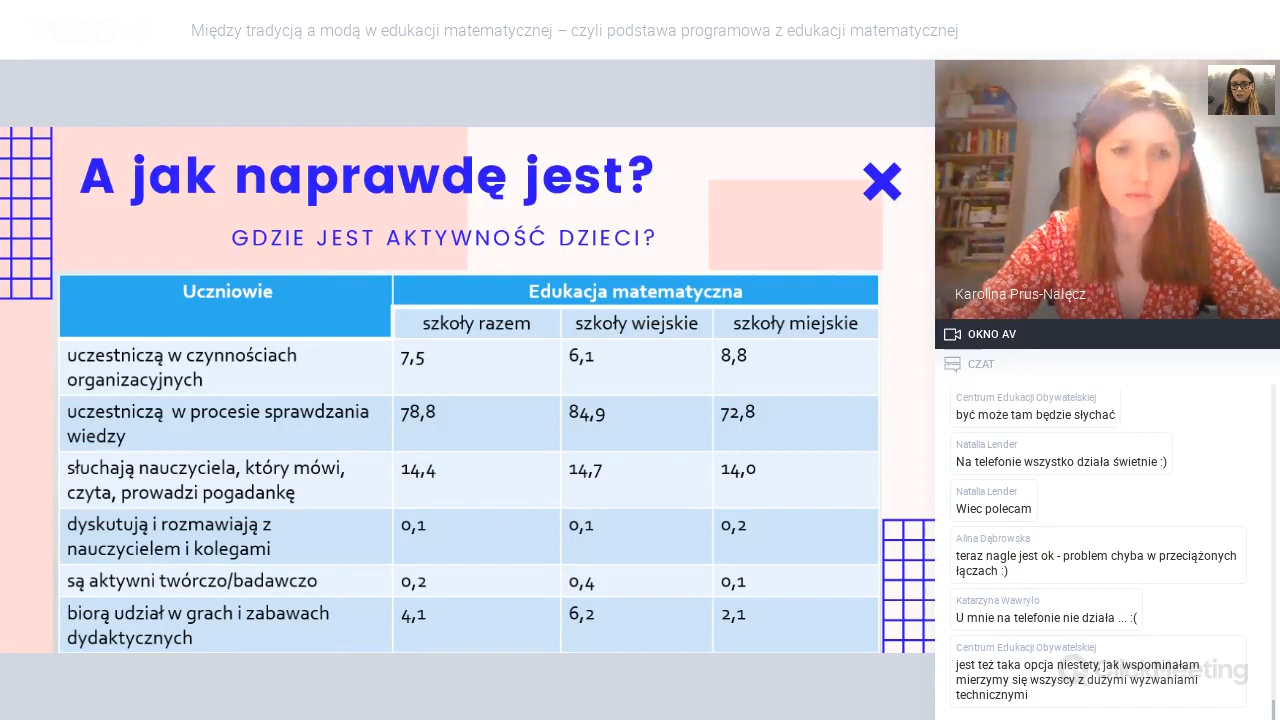 Między tradycją a modą w edukacji matematycznej – czyli podstawa programowa z edukacji matematycznej
A jak naprawdę jest?
GDZIE JEST AKTYWNOŚĆ DZIECI?
Uczniowie Edukacja matematyczna
szkoły razem szkoły wiejskie szkoły miejskie
uczestniczą w czynnościach
organizacyjnych 7,5 6,1 8,8
uczestniczą w procesie sprawdzania
wiedzy 78,8 84,9 72,8
słuchają nauczyciela, który mówi,
czyta, prowadzi pogadankę 14,4 14,7 14,0
dyskutują i rozmawiają z
nauczycielem i kolegami 0,1 0,1 0,2
są aktywni twórczo/badawczo 0,2 0,4 0,1
biorą udział w grach i zabawach
dydaktycznych 4,1 6,2 2,1
Karolina Prus-Nałęcz
OKNO AV
CZAT
Centrum Edukacji Obywatelskiej
być może tam będzie słychać
Natalia Lender
Na telefonie wszystko działa świetnie :)
Natalia Lender
Wiec polecam
Alina Dąbrowska
teraz nagle jest ok - problem chyba w przeciążonych
łączach :)
Katarzyna Wawryło
U mnie na telefonie nie działa ... :(
Centrum Edukacji Obywatelskiej
jest też taka opcja niestety, jak wspominałam
mierzymy się wszyscy z dużymi wyzwaniami
technicznymi
ClickMeeting